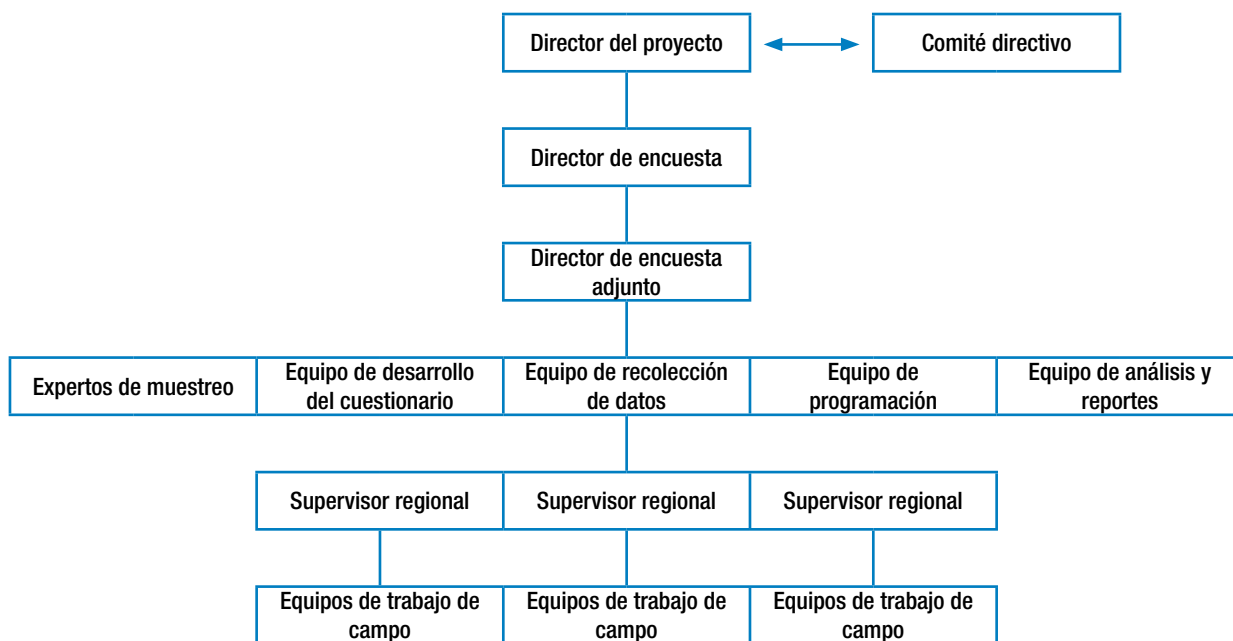 Director del proyecto
Comité directivo
Director de encuesta
Director de encuesta
adjunto
Expertos de muestreo
Equipo de desarrollo
del cuestionario
Equipo de recolección
de datos
Equipo de
programación
Equipo de análisis y
reportes
Supervisor regional
Supervisor regional
Supervisor regional
Equipos de trabajo de
campo
Equipos de trabajo de
campo
Equipos de trabajo de
campo